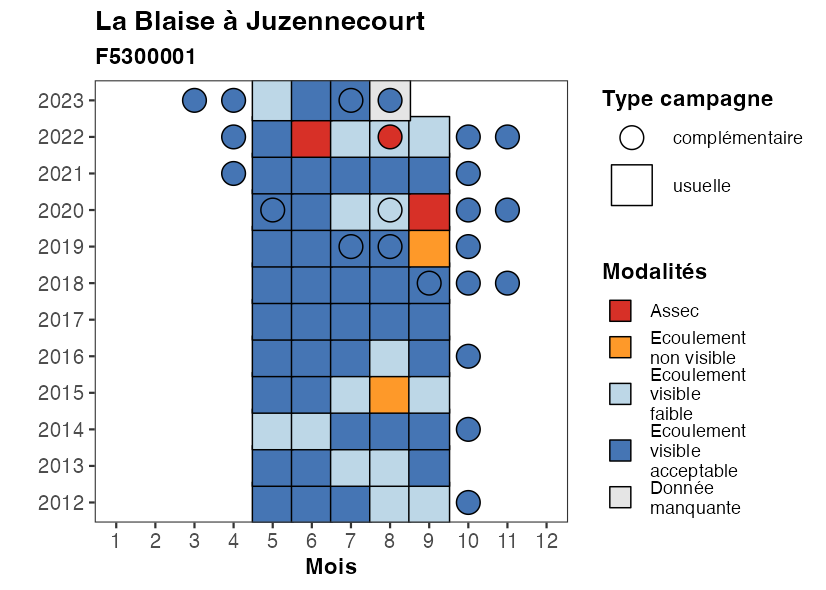 La Blaise à Juzennecourt
F5300001
2023
2022
2021
2020
2019
2018
2017
2016
2015
2014
2013
2012
1 2 3 4 5 6 7 8 9 10 11 12
Mois
Type campagne
complémentaire
usuelle
Modalités
Assec
Ecoulement
non visible
Ecoulement
visible
faible
Ecoulement
visible
acceptable
Donnée
manquante